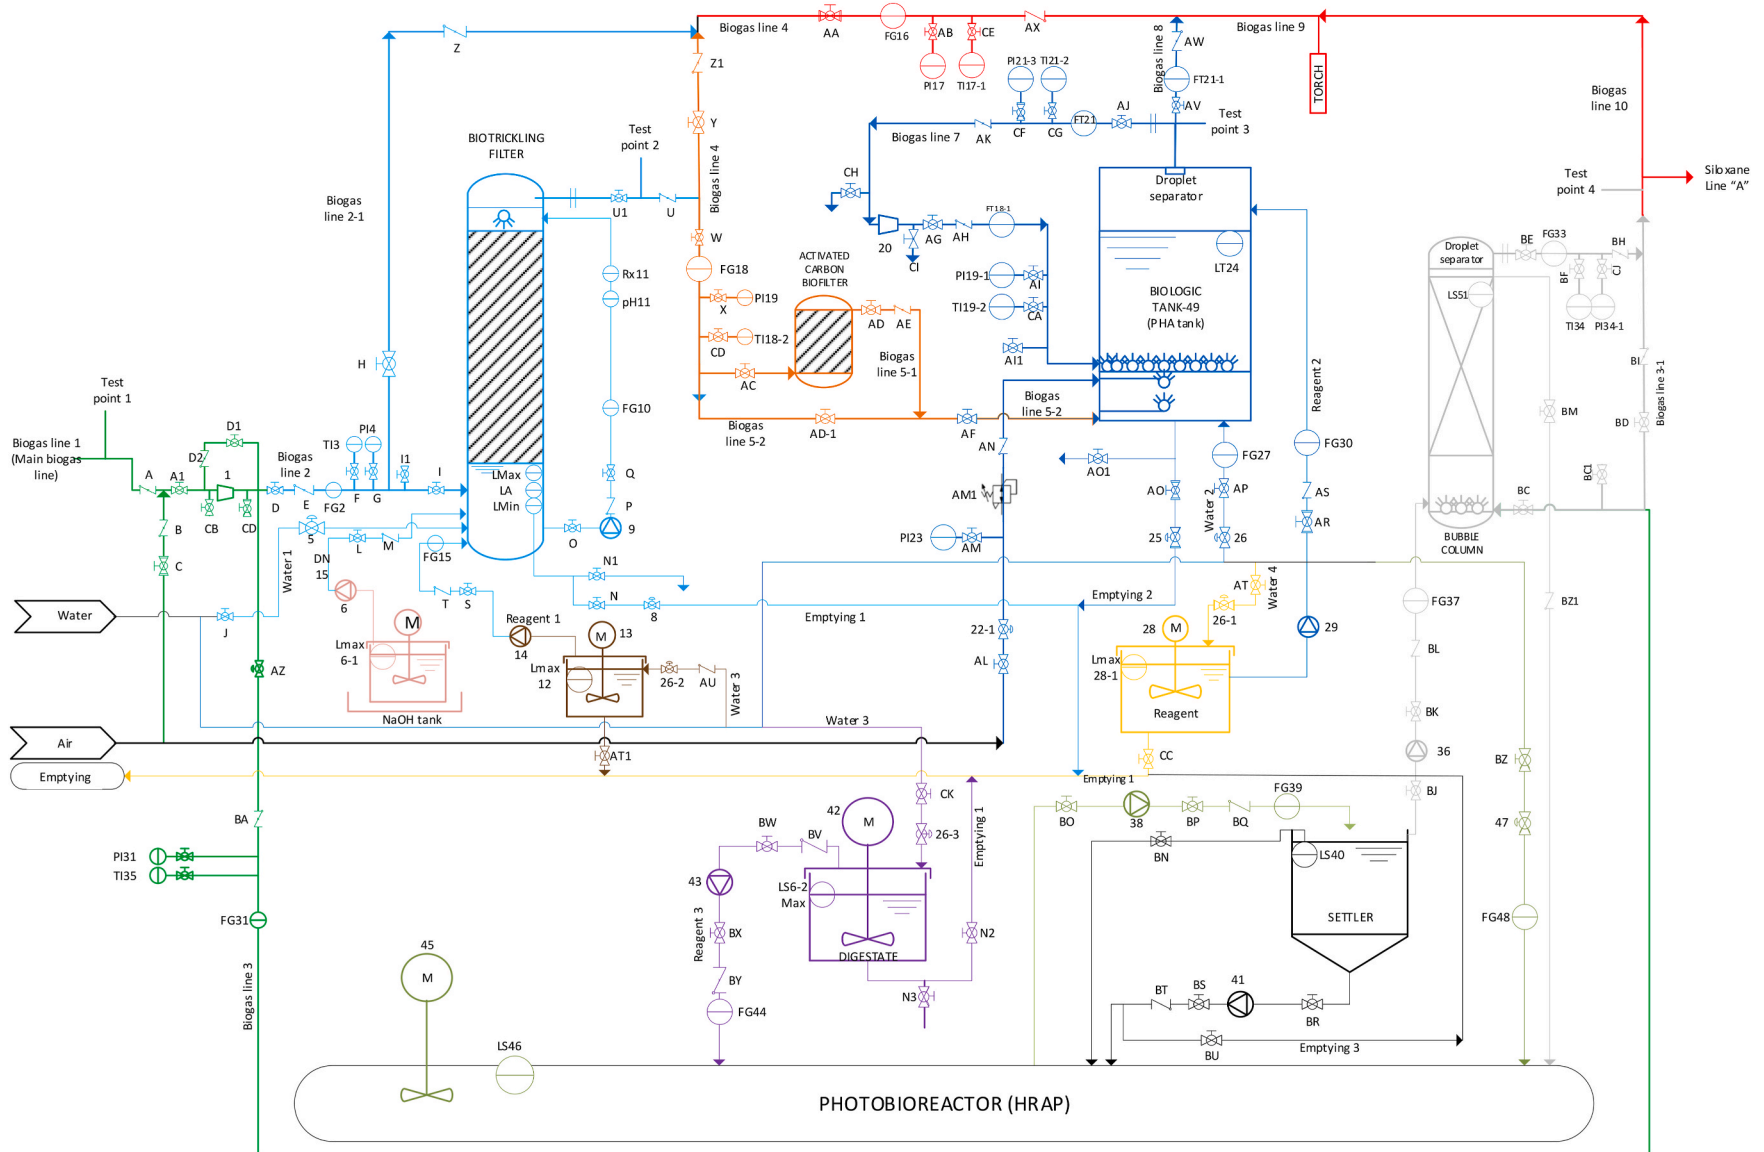 Biogas line 4
AA
FG16
AB
CE
AX
PI17
TI17-1
Biogas line 8
AW
Biogas line 9
TORCH
Biogas
line 10
Z
Z1
PI21-3
TI21-2
FT21-1
AV
Y
Biogas line 7
AK
CF
CG
FT21
AJ
Test
point 3
BIOTRICKLING
FILTER
Test
point 2
Biogas line 4
CH
Droplet
separator
Test
point 4
Siloxane
Line "A"
Biogas
line 2-1
U1
U
W
20
AG
AH
FT18-1
CI
LT24
Droplet
separator
BE
FG33
BH
BF
CJ
LS51
TI34
PI34-1
FG18
ACTIVATED
CARBON
BIOFILTER
Rx11
pH11
PI19
X
PI19-1
AI
TI19-2
CA
BIOLOGIC
TANK-49
(PHA tank)
AD
AE
CD
TI18-2
AI1
H
AC
Biogas
line 5-1
BI
Biogas line 3-1
Reagent 2
Test
point 1
FG10
Biogas
line 5-2
AD-1
AF
Biogas
line 5-2
BM
BD
Biogas line 1
(Main biogas
line)
D1
D2
TI3
PI4
AN
AO1
FG27
FG30
A
A1
1
Biogas
line 2
I1
I
LMax
LA
LMin
Q
AM1
AO
AP
AS
BC1
BC
CB
CD
D
E
FG2
F
G
P
Water 2
AR
B
5
O
9
PI23
AM
25
26
BUBBLE
COLUMN
L
M
FG15
C
DN
15
Water 1
N1
AT
Water 4
Water
J
6
T
S
N
8
Emptying 1
Emptying 2
26-1
FG37
BZ1
Reagent 1
14
M
13
M
22-1
28
M
29
Lmax
6-1
Lmax
12
26-2
AU
AL
Lmax
28-1
BL
AZ
Water 3
NaOH tank
Water 3
Reagent
BK
Air
AT1
CC
36
BZ
Emptying
Emptying 1
BJ
CK
FG39
BA
42
M
BW
BV
26-3
Emptying 1
BO
38
BP
BQ
47
BN
LS40
PI31
TI35
43
LS6-2
Max
FG31
Reagent 3
BX
N2
SETTLER
FG48
45
M
DIGESTATE
Biogas line 3
BY
N3
BT
BS
41
BR
FG44
LS46
BU
Emptying 3
PHOTOBIOREACTOR (HRAP)